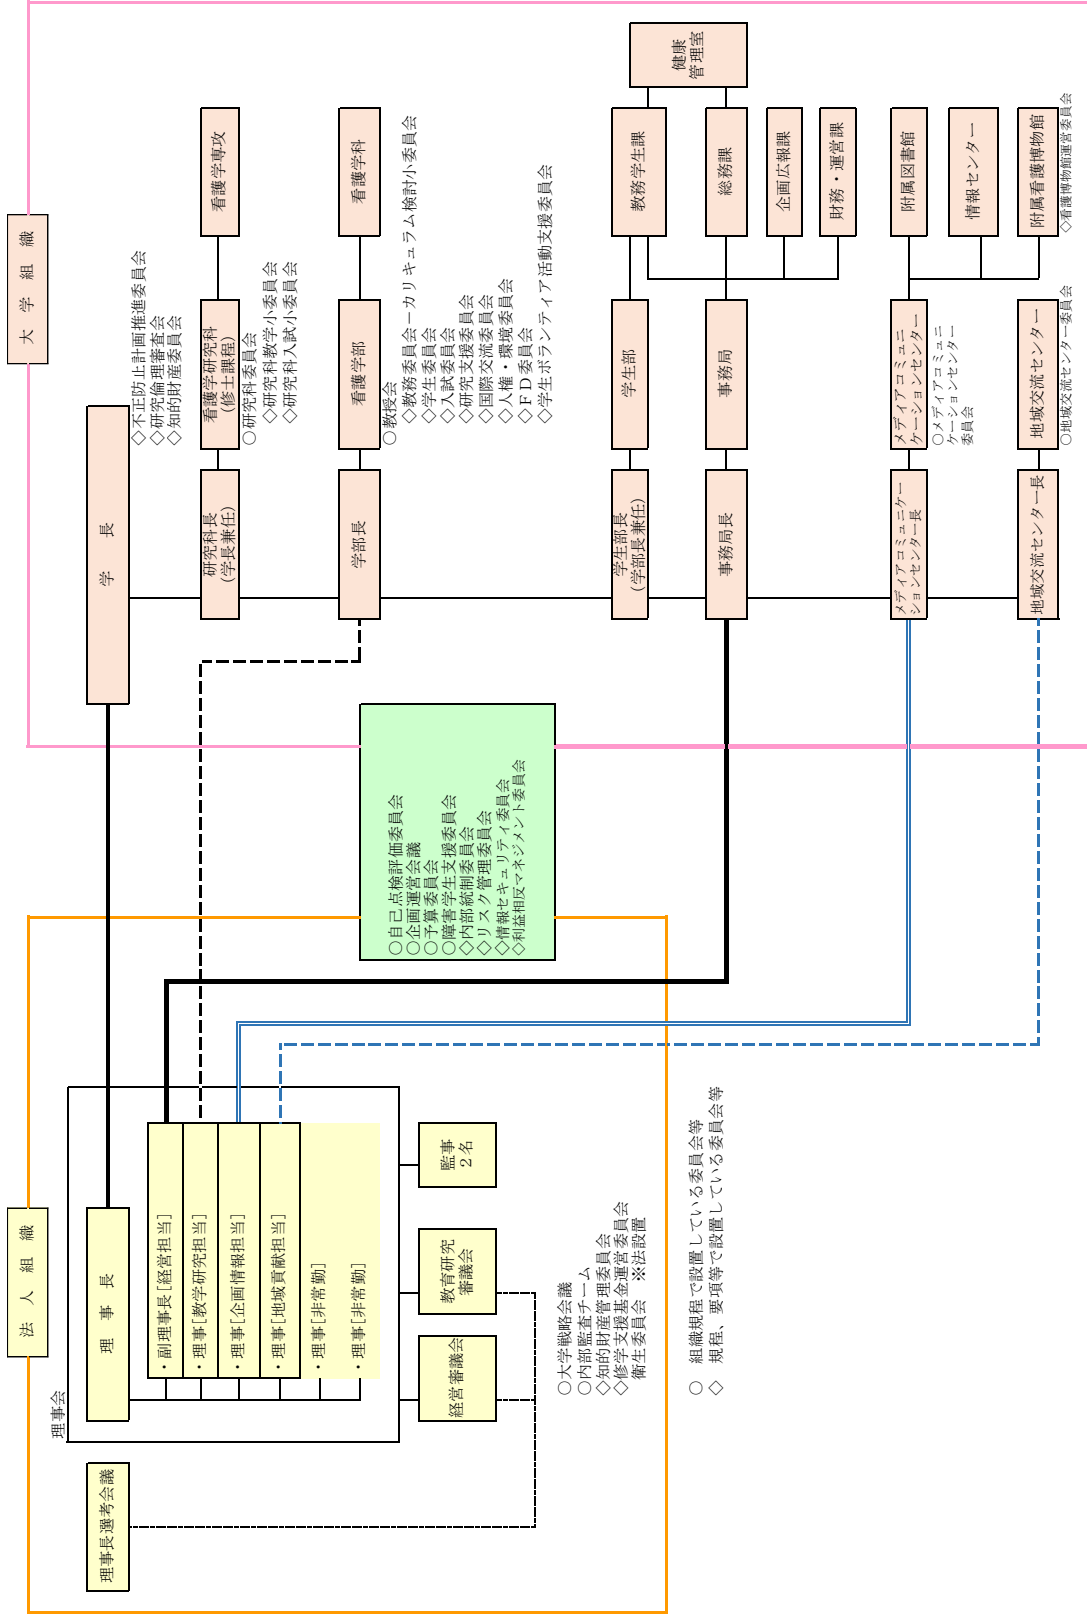 法人組織
大学組織
理事会
理事長選考会議
理事長
学長
◇不正防止計画推進委員会
◇研究倫理審査会
◇知的財産委員会
・副理事長[経営担当]
・理事[教学研究担当]
・理事[企画情報担当]
・理事[地域貢献担当]
・理事[非常勤]
・理事[非常勤]
経営審議会
教育研究
審議会
監事
2名
○大学戦略会議
○内部監査チーム
◇知的財産管理委員会
◇修学支援基金運営委員会
衛生委員会 ※法設置
○ 組織規程で設置している委員会等
◇ 規程、要項等で設置している委員会等
○自己点検評価委員会
○企画運営会議
○予算委員会
○障害学生支援委員会
◇内部統制委員会
◇リスク管理委員会
◇情報セキュリティ委員会
◇利益相反マネジメント委員会
研究科長
(学長兼任)
看護学研究科
(修士課程)
看護学専攻
○研究科委員会
◇研究科教学小委員会
◇研究科入試小委員会
学部長
看護学部
看護学科
○教授会
◇教務委員会－カリキュラム検討小委員会
◇学生委員会
◇入試委員会
◇研究支援委員会
◇国際交流委員会
◇人権・環境委員会
◇ＦＤ委員会
◇学生ボランティア活動支援委員会
学生部長
(学部長兼任)
学生部
教務学生課
健康
管理室
事務局長
事務局
総務課
企画広報課
財務・運営課
メディアコミュニケー
ションセンター長
メディアコミュニ
ケーションセンター
附属図書館
○メディアコミュニ
ケーションセンター
委員会
情報センター
地域交流センター長
地域交流センター
附属看護博物館
○地域交流センター委員会
◇看護博物館運営委員会